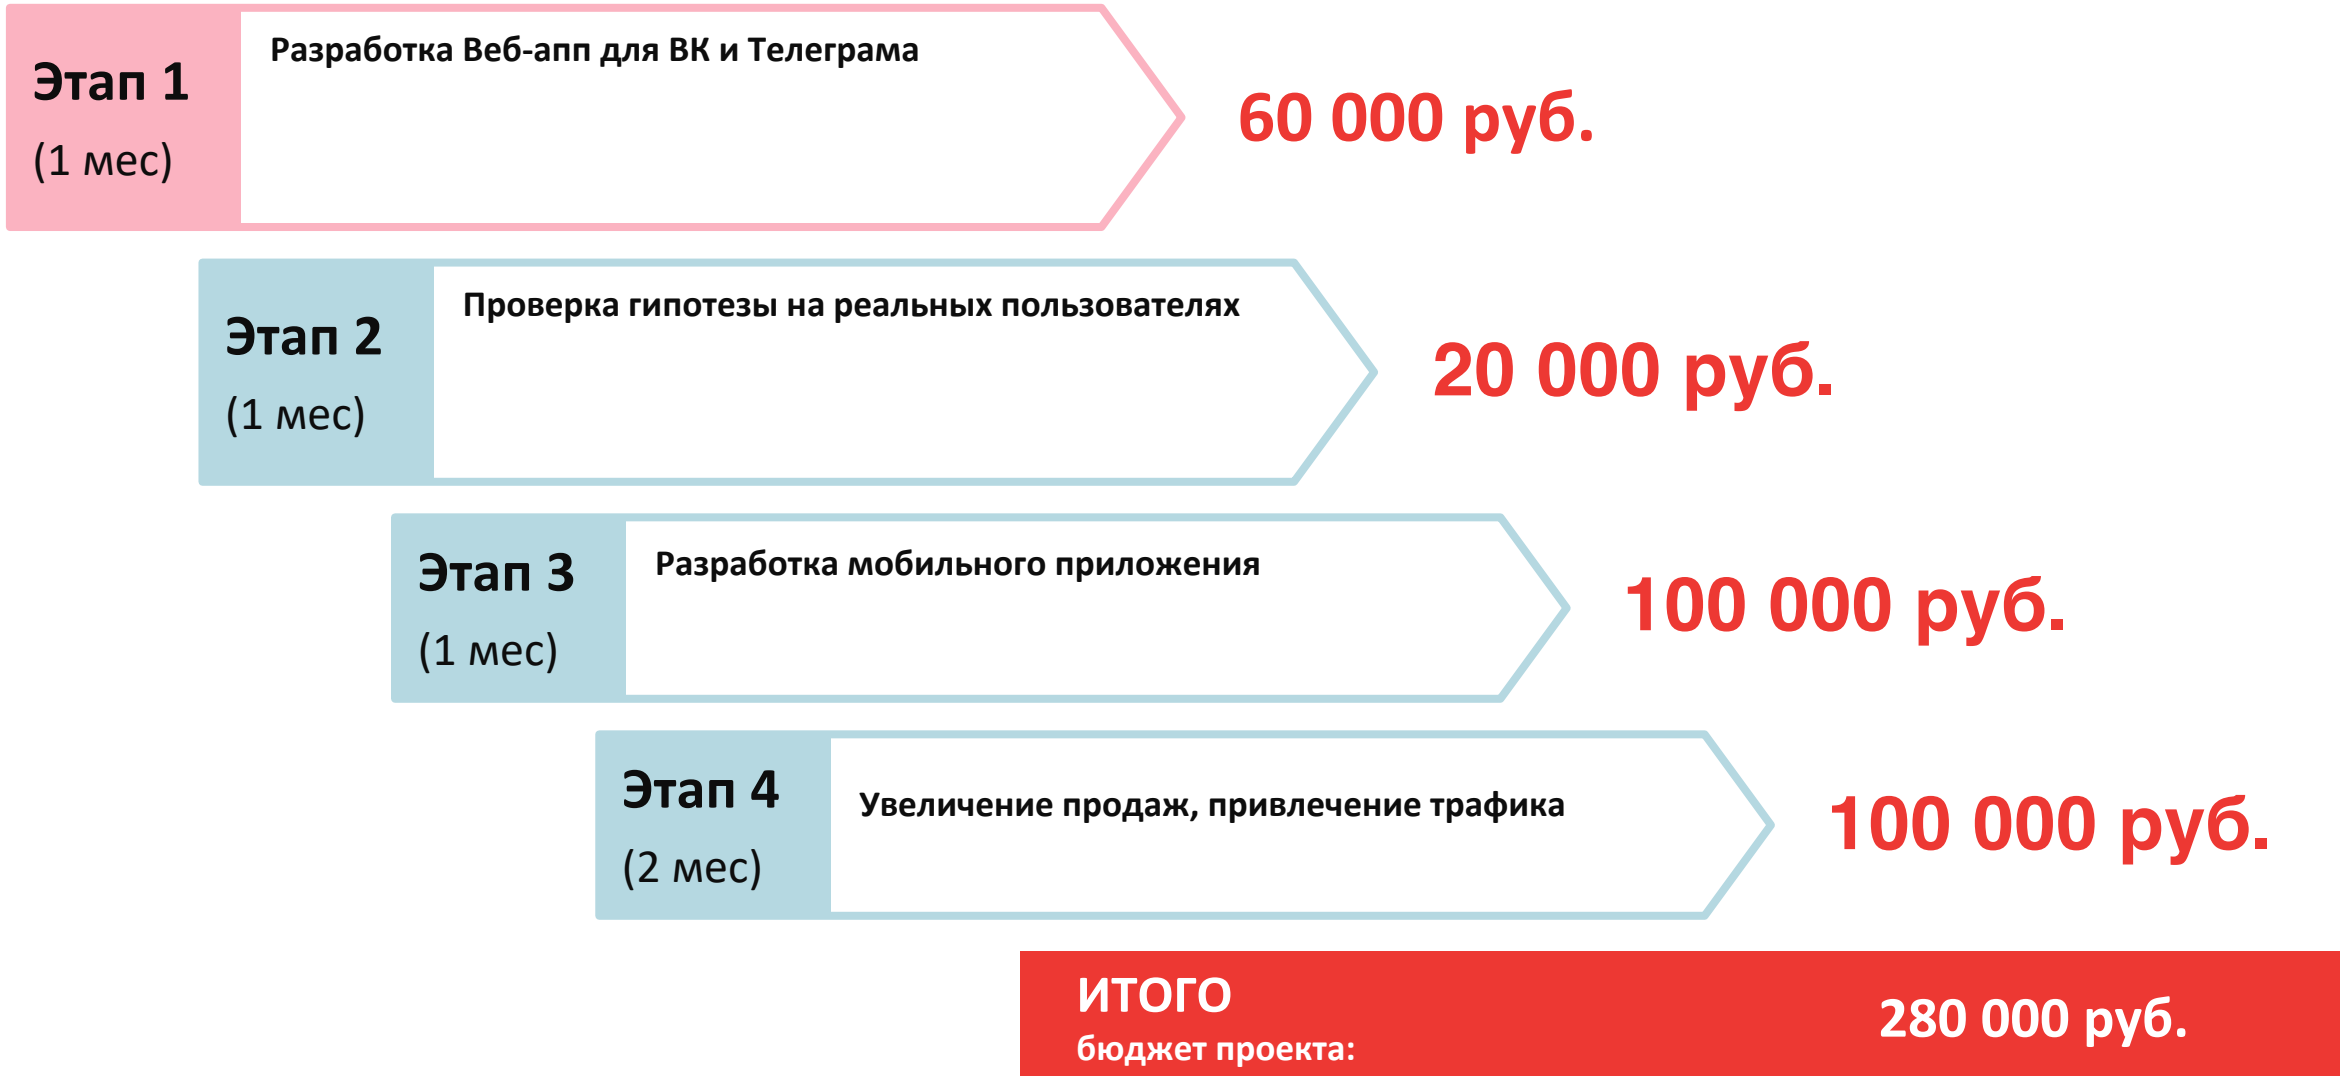 Этап 1
(1 мес)
Разработка Веб-апп для ВК и Телеграма
60 000 руб.
Этап 2
(1 мес)
Проверка гипотезы на реальных пользователях
20 000 руб.
Этап 3
(1 мес)
Разработка мобильного приложения
100 000 руб.
Этап 4
(2 мес)
Увеличение продаж, привлечение трафика
100 000 руб.
ИТОГО
бюджет проекта:
280 000 руб.